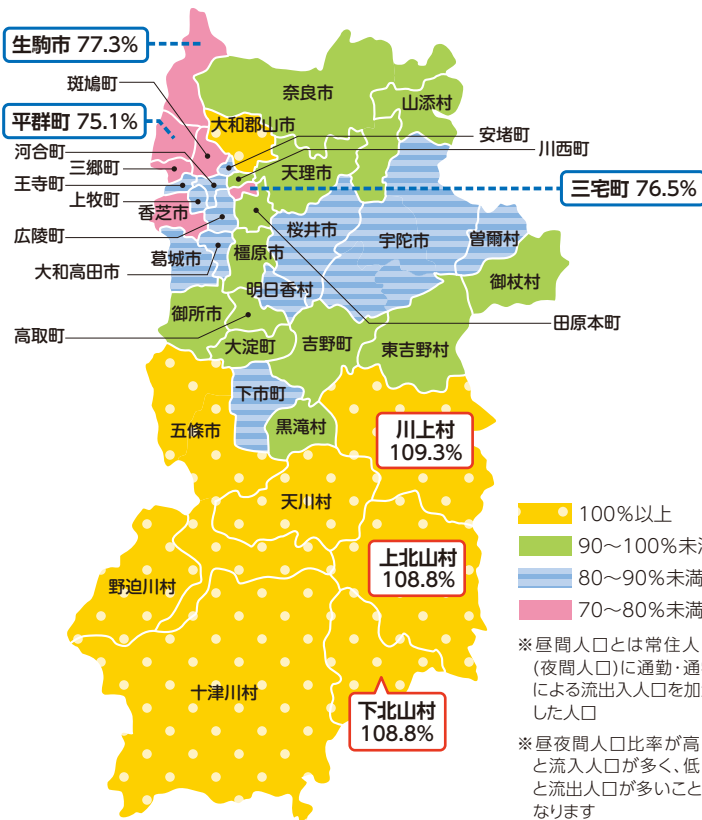 生駒市 77.3%
斑鳩町
奈良市
山添村
平群町 75.1%
大和郡山市
安堵町
河合町
川西町
三郷町
天理市
王寺町
三宅町 76.5%
上牧町
香芝市
桜井市
宇陀市
曽爾村
広陵町
葛城市
橿原市
大和高田市
明日香村
御杖村
御所市
高取町
田原本町
大淀町
吉野町
東吉野村
下市町
五條市
黒滝村
川上村
109.3%
天川村
100%以上
90〜100%未満
上北山村
108.8%
80〜90%未満
野迫川村
70〜80%未満
十津川村
下北山村
108.8%
※昼間人口とは常住人
(夜間人口)に通勤・通
による流出入人口を加
した人口
※昼夜間人口比率が高
と流入人口が多く、低
と流出人口が多いこと
なります